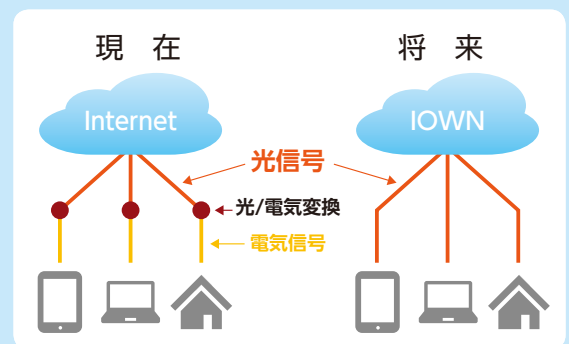 現 在
将 来
Internet
IOWN
光信号
光/電気変換
電気信号